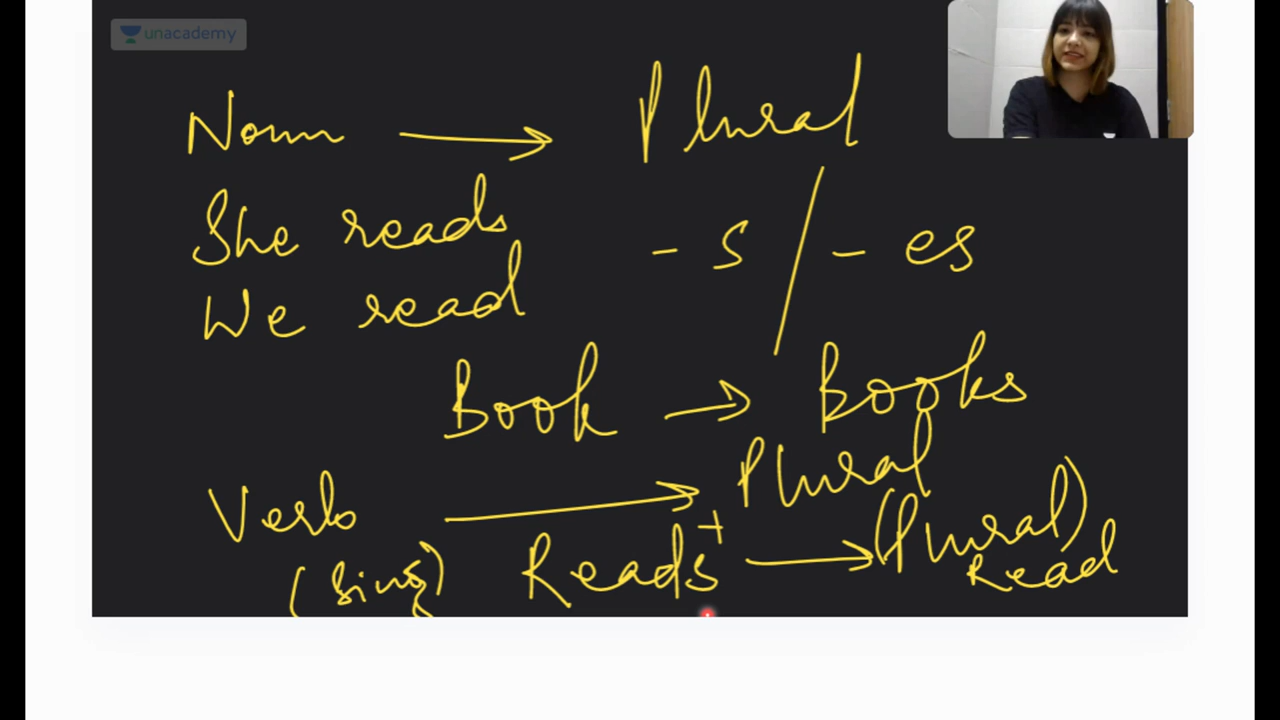 unacademy
Noun → Plural
She reads - s / - es
We read
Book → Books
Verb → Plural
(Sing) Reads+ → (Plural)
Read